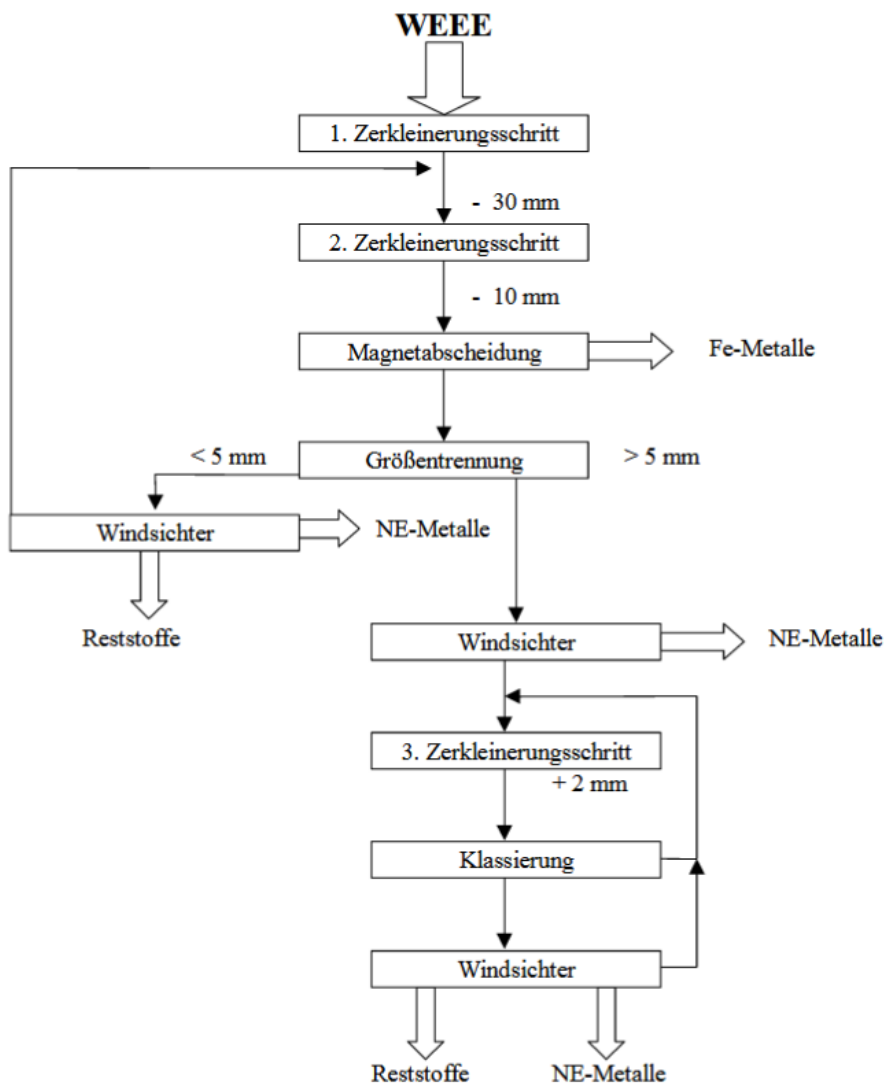 WEEE
1. Zerkleinerungsschritt
- 30 mm
2. Zerkleinerungsschritt
- 10 mm
Magnetabscheidung
Fe-Metalle
< 5 mm
Größentrennung
> 5 mm
Windsichter
NE-Metalle
Reststoffe
Windsichter
NE-Metalle
3. Zerkleinerungsschritt
+ 2 mm
Klassierung
Windsichter
Reststoffe
NE-Metalle